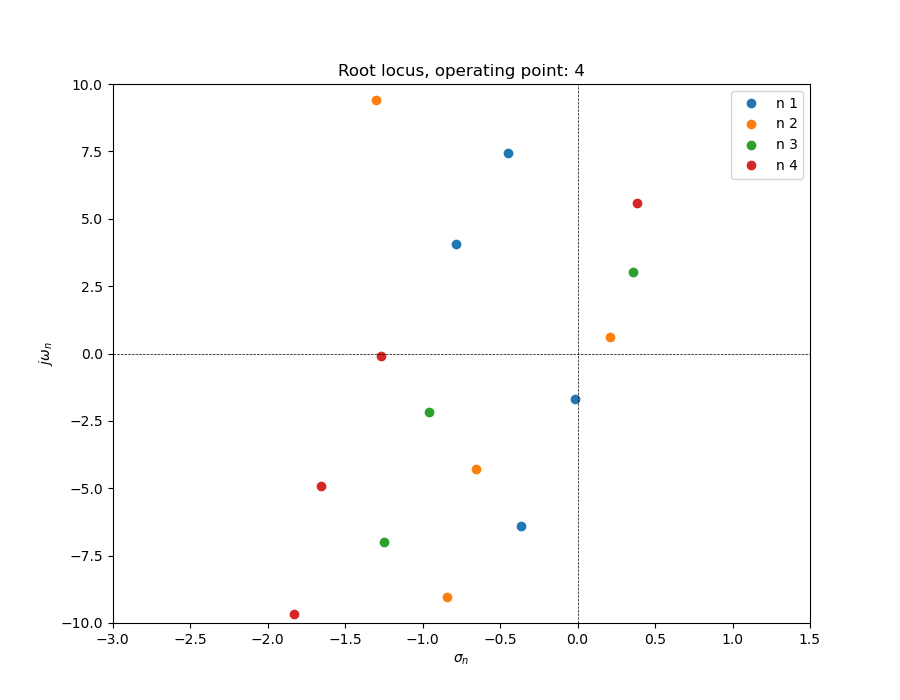 Root locus, operating point: 4
10.0
7.5
5.0
2.5
0.0
−2.5
−5.0
−7.5
−10.0
jωn
n 1
n 2
n 3
n 4
−3.0 −2.5 −2.0 −1.5 −1.0 −0.5 0.0 0.5 1.0 1.5
σn